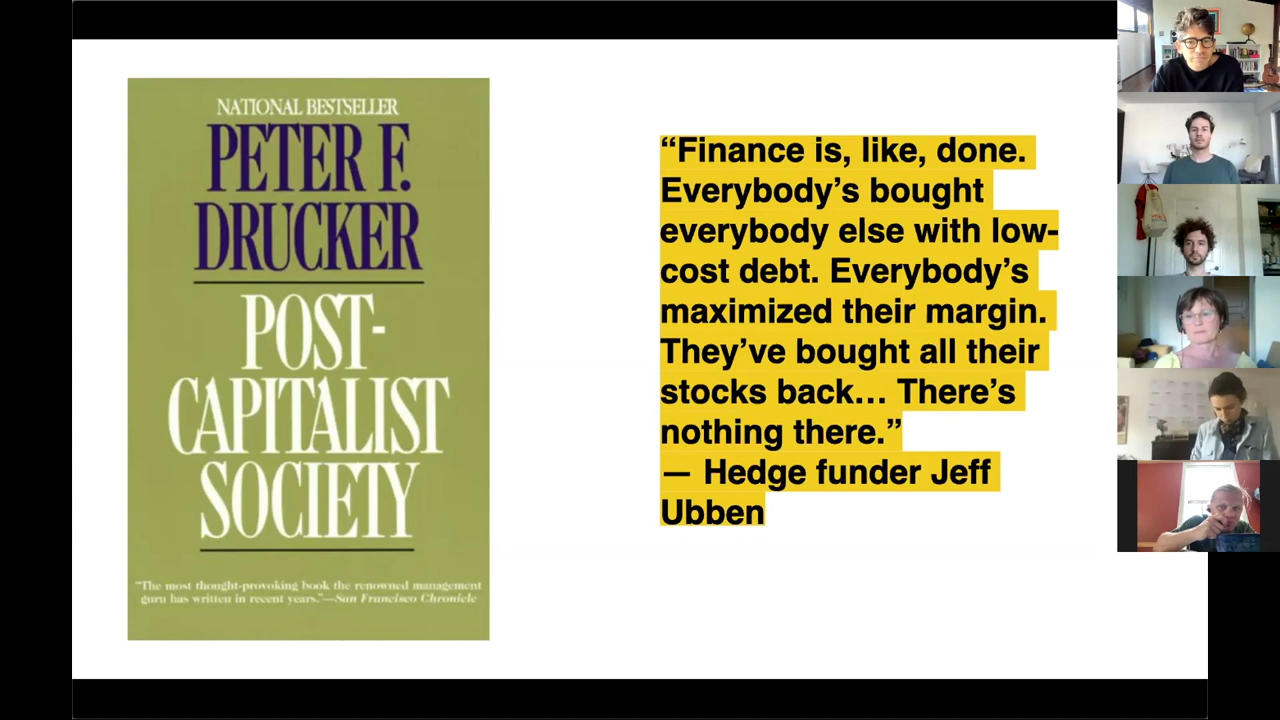 NATIONAL BESTSELLER
PETER F.
DRUCKER
POST-
CAPITALIST
SOCIETY
"The most thought-provoking book the renowned management
guru has written in recent years."—San Francisco Chronicle
“Finance is, like, done.
Everybody’s bought
everybody else with low-
cost debt. Everybody’s
maximized their margin.
They’ve bought all their
stocks back... There’s
nothing there.”
— Hedge funder Jeff
Ubben